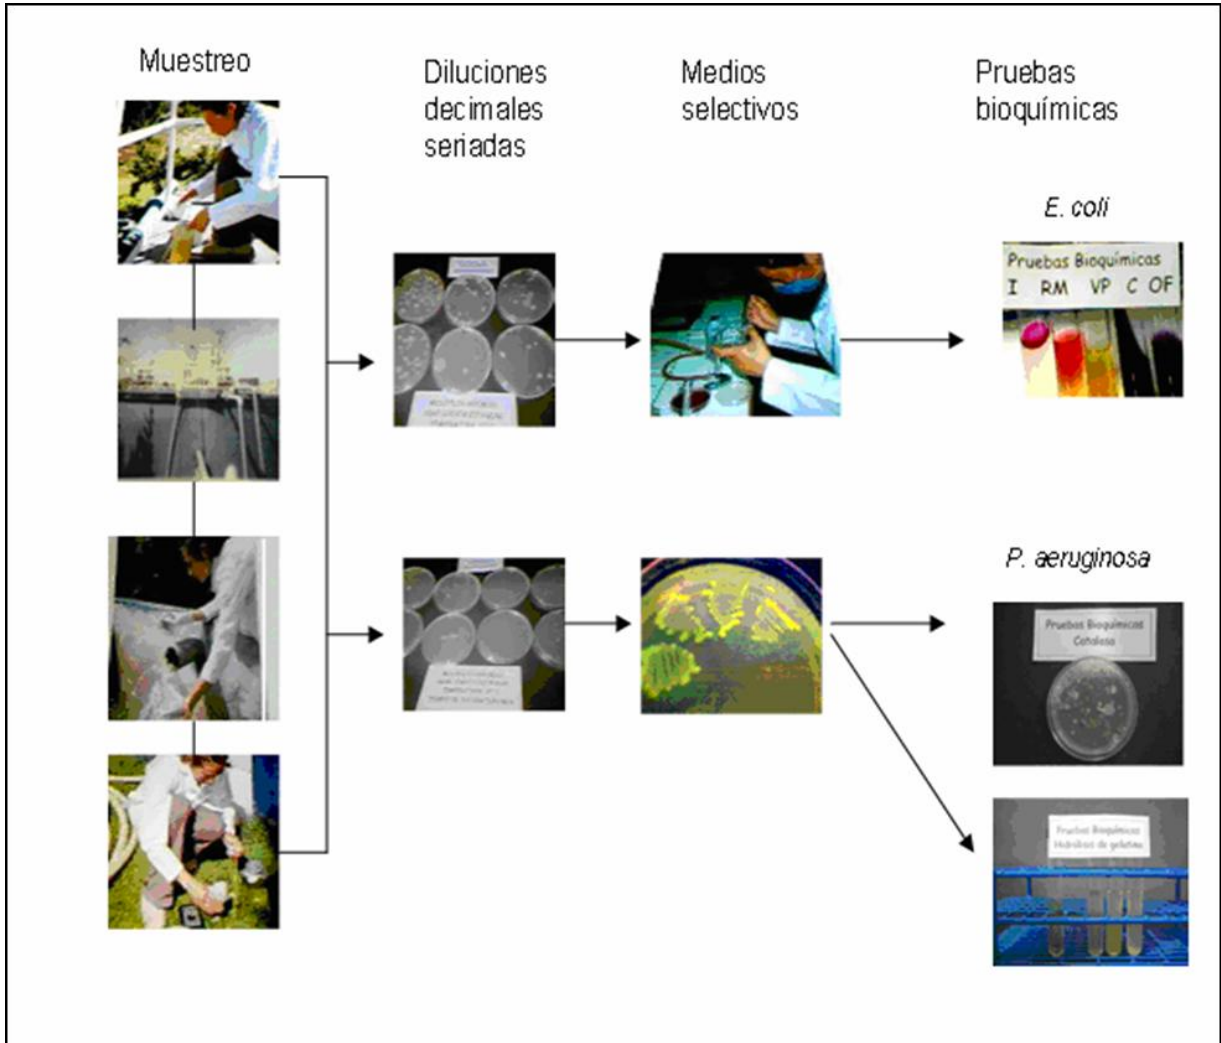 Muestreo
Diluciones
decimales
seriadas
Medios
selectivos
Pruebas
bioquímicas
E. coli
Pruebas Bioquímicas
I RM VP C OF
P. aeruginosa
Pruebas Bioquímicas
Catalasa
Pruebas Bioquímicas
Hidrólisis de gelatina